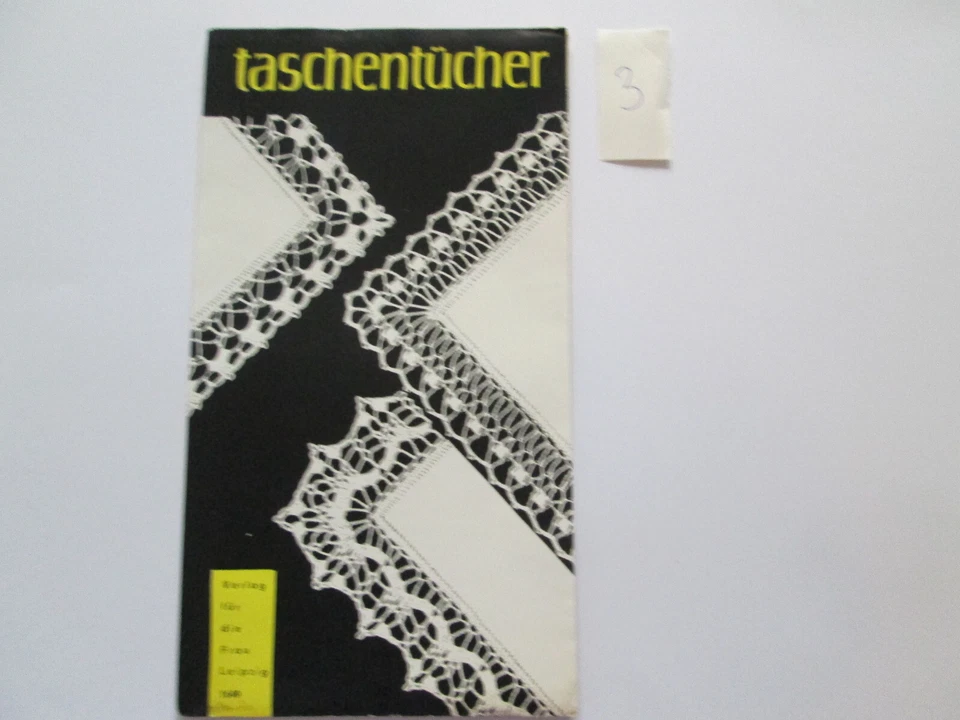 taschentücher
3
Verlag
für
die
Frau
Leipzig